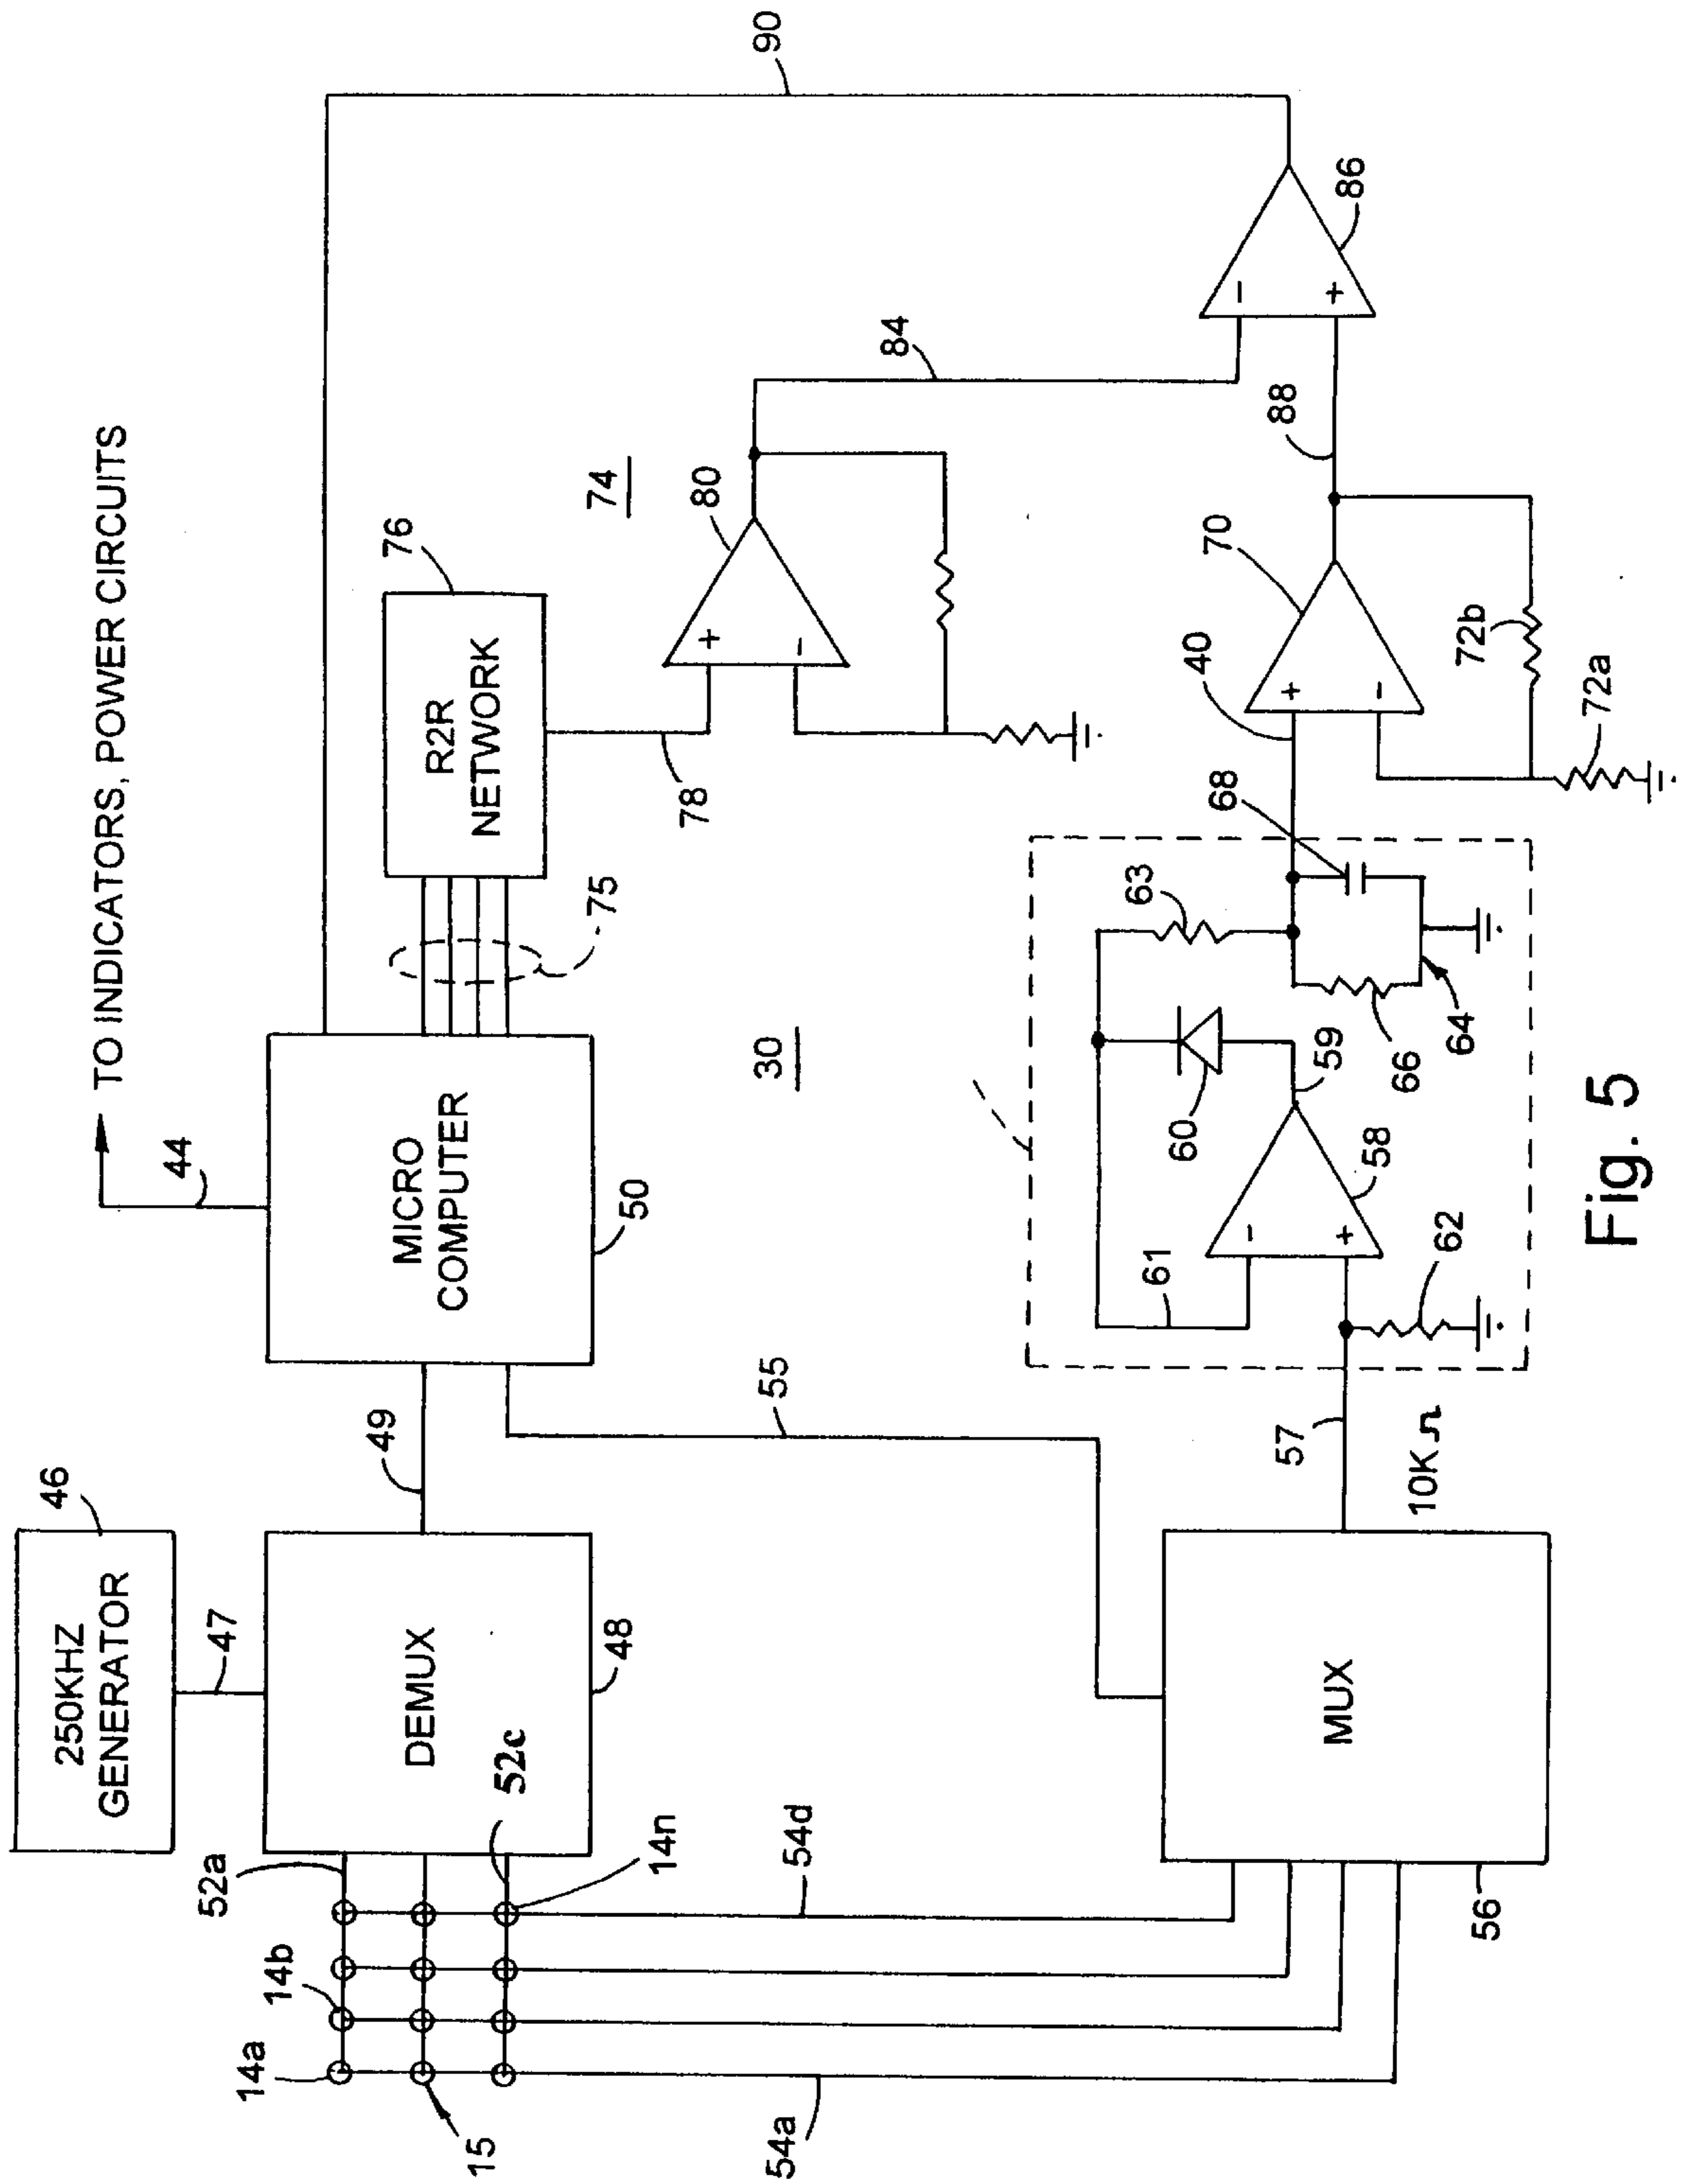 TO INDICATORS, POWER CIRCUITS
44
90
46
250KHZ
GENERATOR
47
52a
DEMUX
48
52c
49
MICRO
COMPUTER
50
75
76
R2R
NETWORK
78
80
74
84
86
14b
14a
15
14n
54d
54a
55
30
MUX
56
57
10KΩ
61
62
58
59
60
63
64
66
68
40
70
72b
72a
88
+
-
+
-
+
-
-
+
Fig. 5